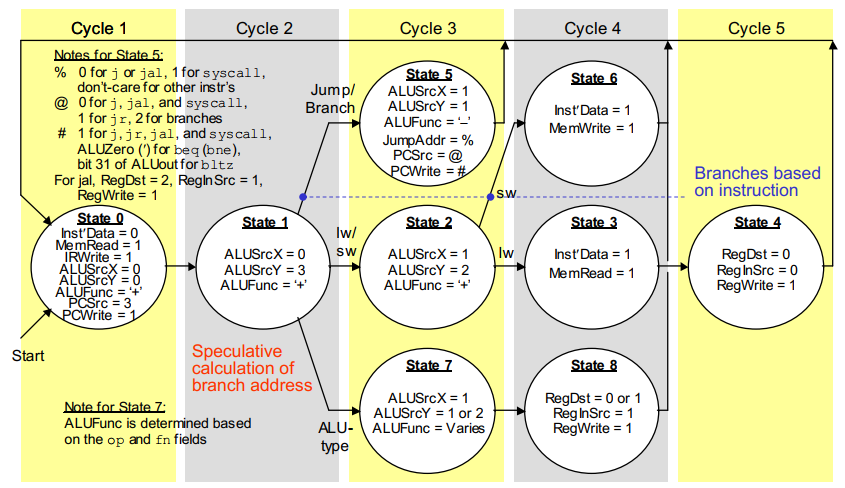 Cycle 1
Cycle 2
Cycle 3
Cycle 4
Cycle 5
Notes for State 5:
% 0 for j or jal, 1 for syscall,
don't-care for other instr's
@ 0 for j, jal, and syscall,
1 for jr, 2 for branches
# 1 for j, jr, jal, and syscall,
ALUZero (') for beq (bne),
bit 31 of ALUout for bltz
For jal, RegDst = 2, RegInSrc = 1,
RegWrite = 1
Jump/
Branch
State 5
ALUSrcX = 1
ALUSrcY = 1
ALUFunc = '–'
JumpAddr = %
PCSrc = @
PCWrite = #
State 6
Inst'Data = 1
MemWrite = 1
Branches based
on instruction
sw
State 0
Inst'Data = 0
MemRead = 1
IRWrite = 1
ALUSrcX = 0
ALUSrcY = 0
ALUFunc = '+'
PCSrc = 3
PCWrite = 1
Start
State 1
ALUSrcX = 0
ALUSrcY = 3
ALUFunc = '+'
lw/
sw
State 2
ALUSrcX = 1
ALUSrcY = 2
ALUFunc = '+'
lw
State 3
Inst'Data = 1
MemRead = 1
State 4
RegDst = 0
RegInSrc = 0
RegWrite = 1
Speculative
calculation of
branch address
Note for State 7:
ALUFunc is determined based
on the op and fn fields
ALU-
type
State 7
ALUSrcX = 1
ALUSrcY = 1 or 2
ALUFunc = Varies
State 8
RegDst = 0 or 1
RegInSrc = 1
RegWrite = 1